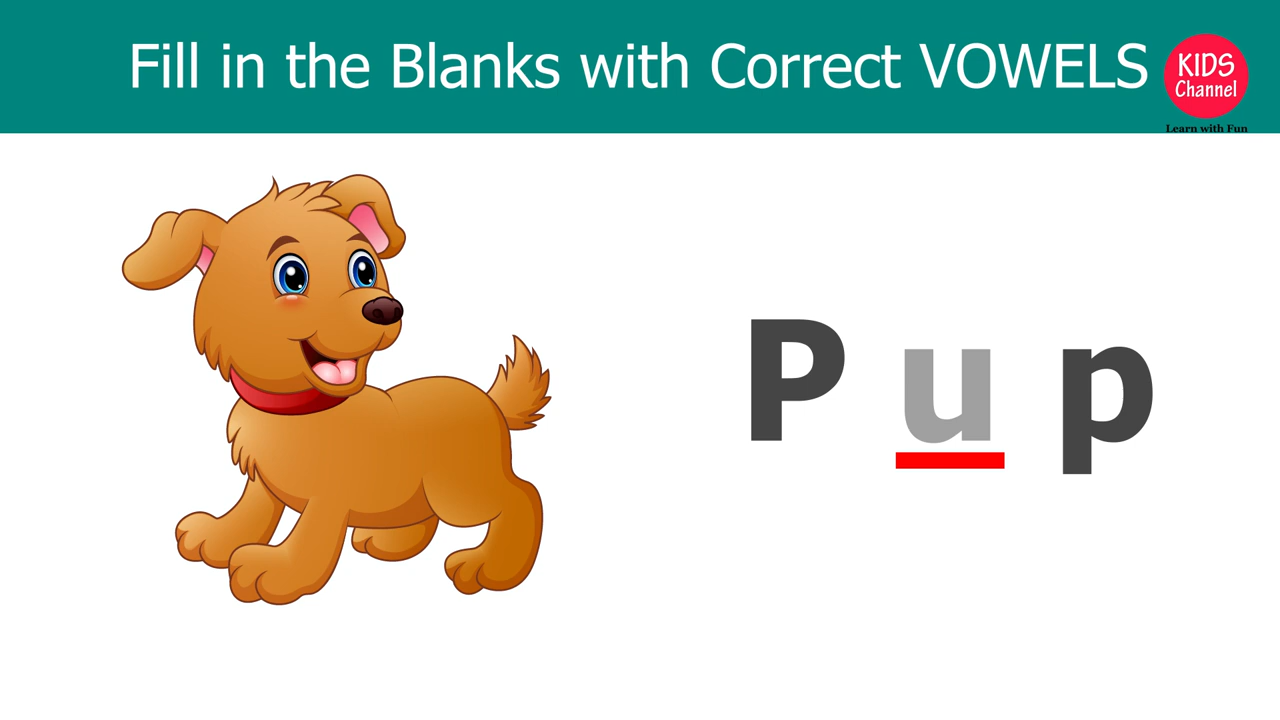 Fill in the Blanks with Correct VOWELS
KIDS
Channel
Learn with Fun
P u p